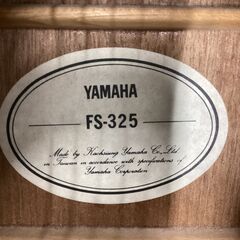 YAMAHA
FS-325
Made by Kaohsiung Yamaha Co., Ltd.
in Taiwan in accordance with specifications of
Yamaha Corporation